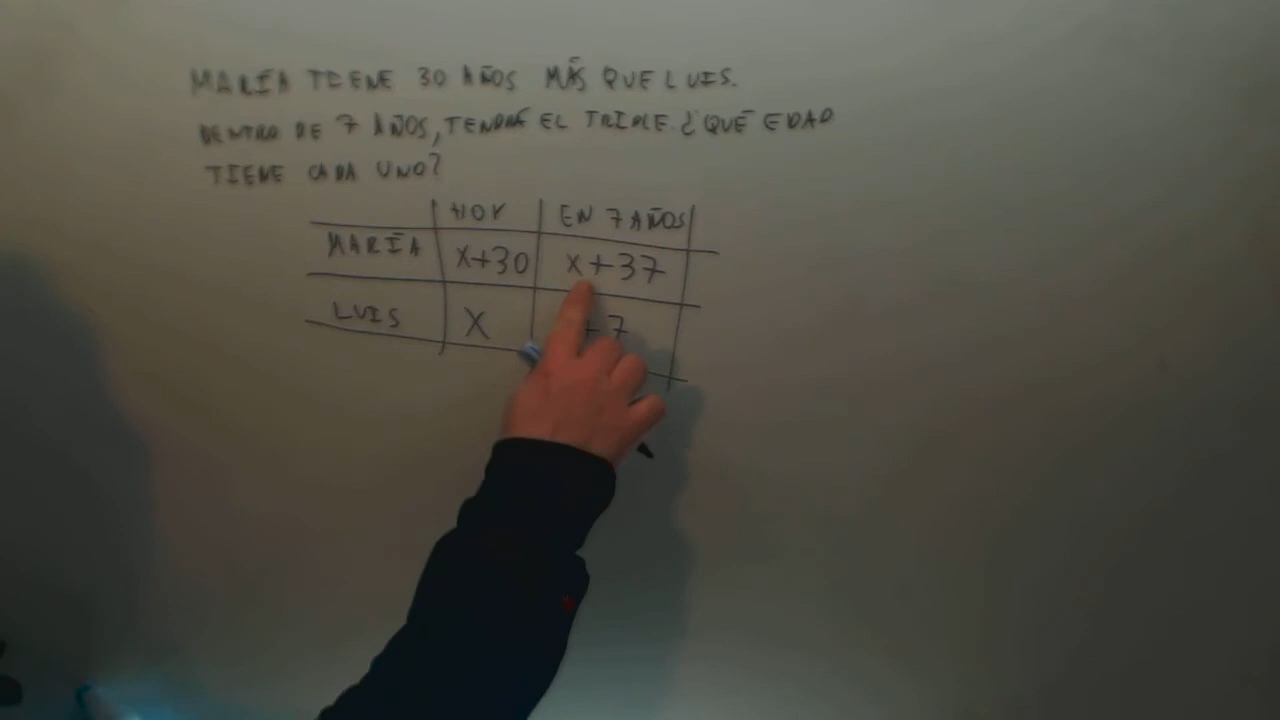 MARÍA TIENE 30 AÑOS MÁS QUE LUIS.
DENTRO DE 7 AÑOS, TENDRÁ EL TRIPLE. ¿QUÉ EDAD
TIENE CADA UNO?
HOY EN 7 AÑOS
MARÍA X+30 X+37
LUIS X +7